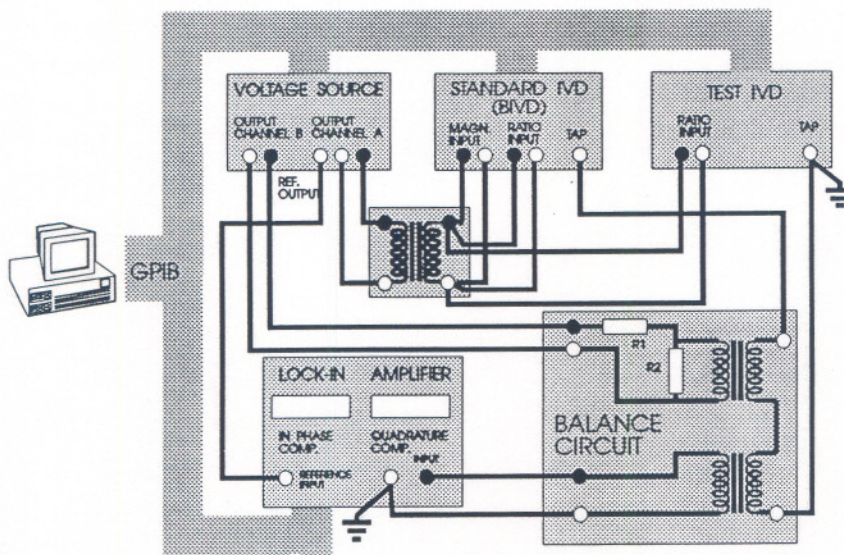 VOLTAGE SOURCE
OUTPUT
CHANNEL B
OUTPUT
CHANNEL A
REF.
OUTPUT
STANDARD IVD
(BIVD)
MAGN.
INPUT
RATIO
INPUT
TAP
TEST IVD
RATIO
INPUT
TAP
GPIB
R1
R2
BALANCE
CIRCUIT
LOCK-IN AMPLIFIER
IN PHASE
COMP.
QUADRATURE
COMP.
INPUT
REFERENCE
INPUT